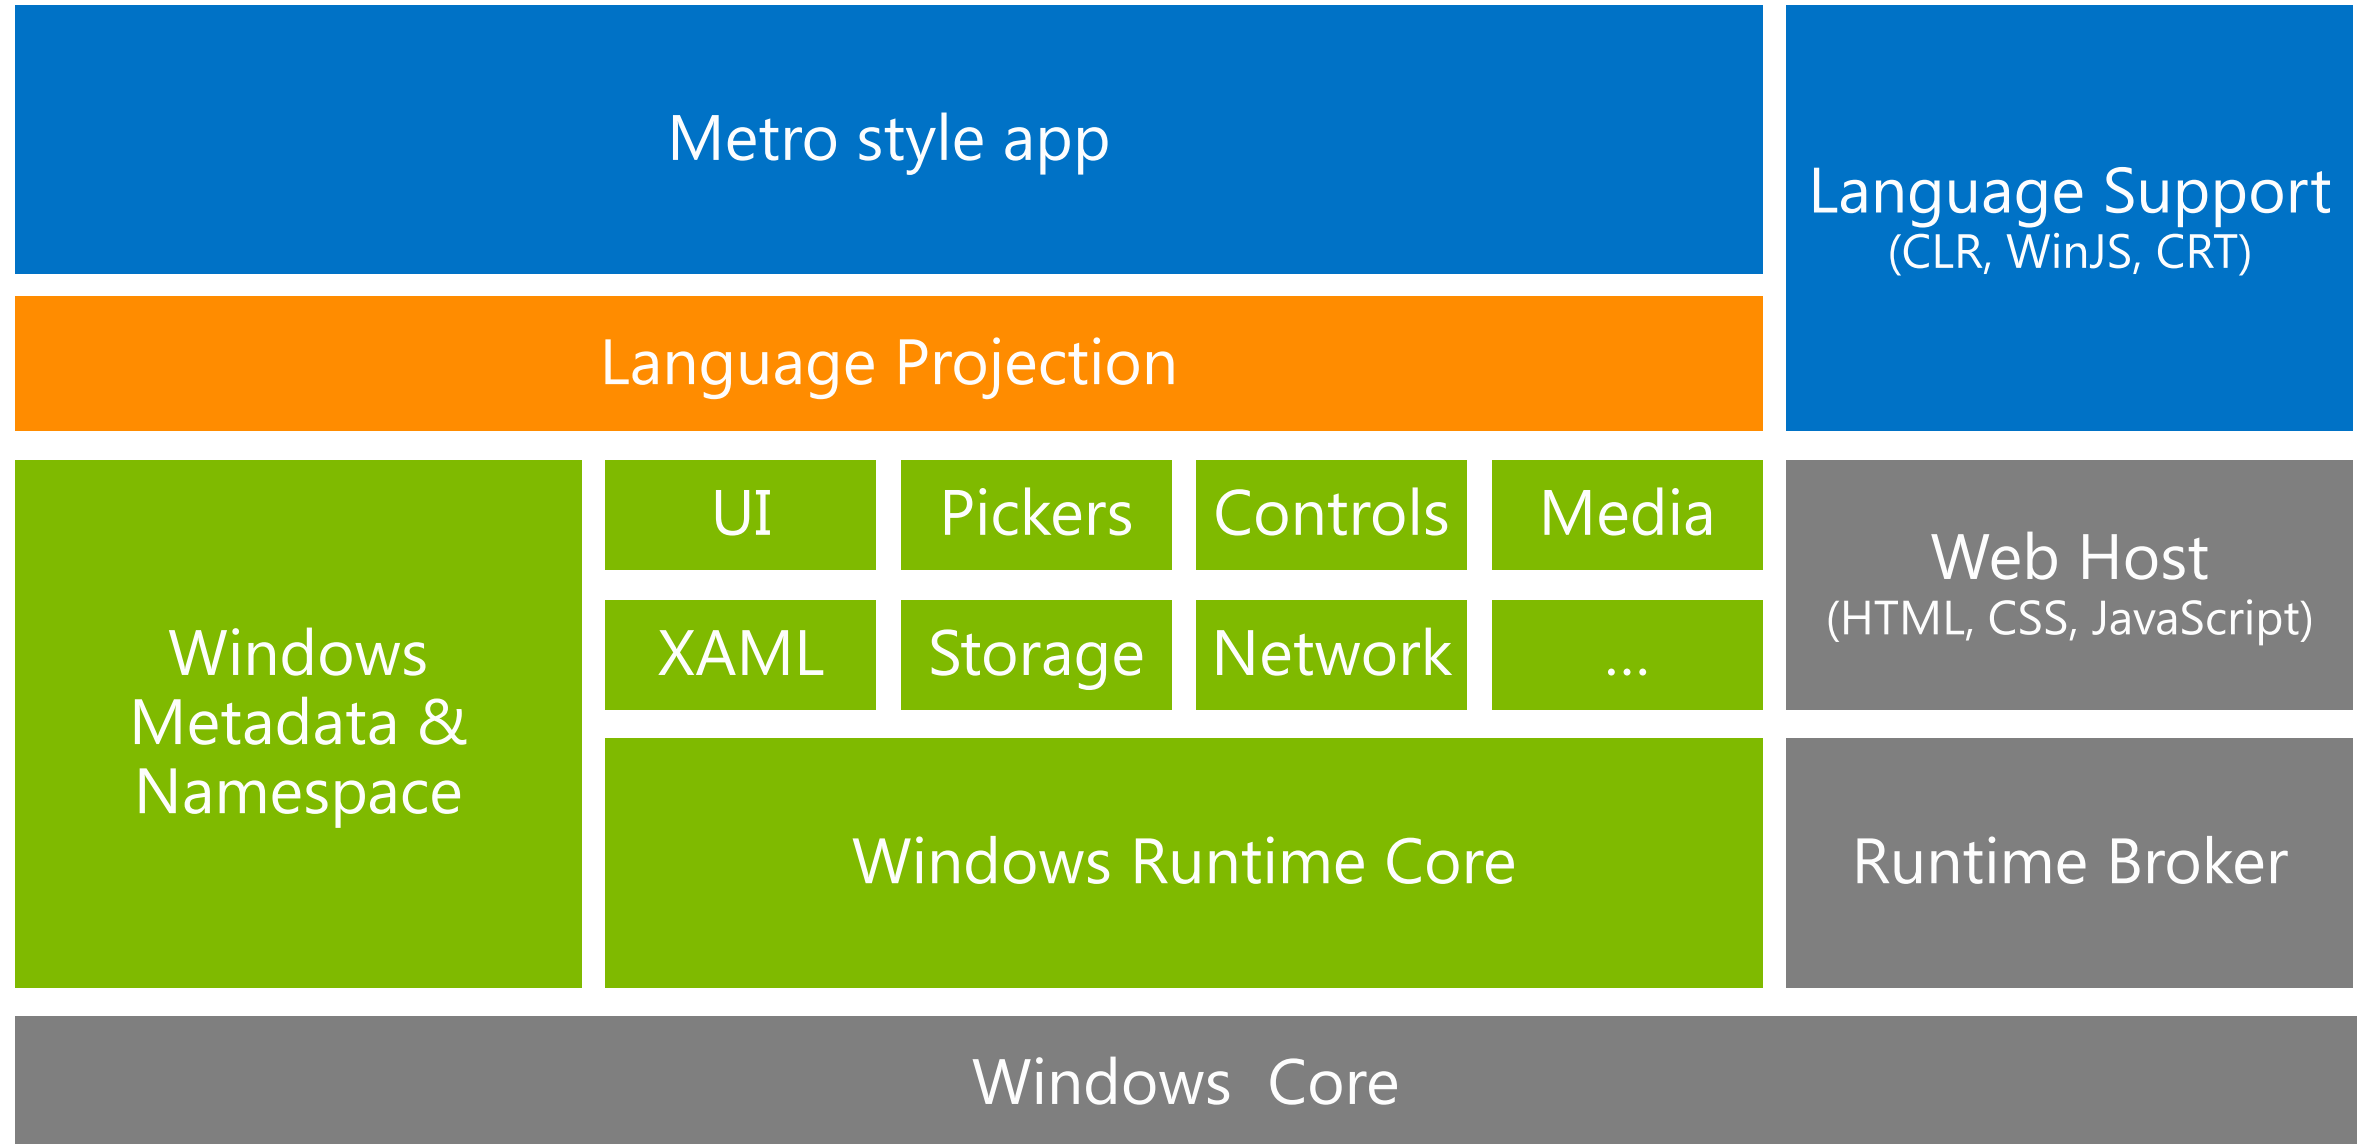 Metro style app
Language Support
(CLR, WinJS, CRT)
Language Projection
Windows
Metadata &
Namespace
UI
Pickers
Controls
Media
XAML
Storage
Network
...
Web Host
(HTML, CSS, JavaScript)
Windows Runtime Core
Runtime Broker
Windows  Core